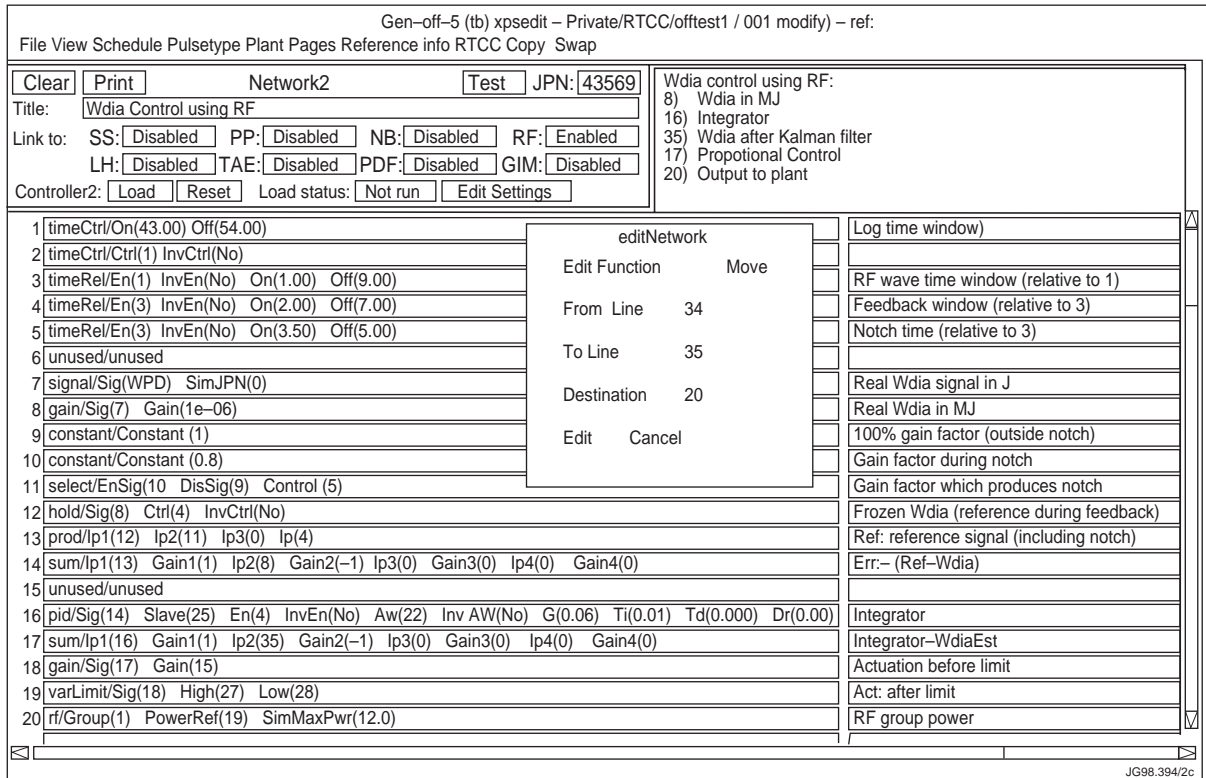 Gen–off–5 (tb) xpsedit – Private/RTCC/offtest1 / 001 modify) – ref:
File View Schedule Pulsetype Plant Pages Reference info RTCC Copy Swap
Clear Print Network2 Test JPN: 43569
Title: Wdia Control using RF
Link to: SS: Disabled PP: Disabled NB: Disabled RF: Enabled
LH: Disabled TAE: Disabled PDF: Disabled GIM: Disabled
Controller2: Load Reset Load status: Not run Edit Settings
Wdia control using RF:
8) Wdia in MJ
16) Integrator
35) Wdia after Kalman filter
17) Propotional Control
20) Output to plant
1 timeCtrl/On(43.00) Off(54.00) Log time window)
2 timeCtrl/Ctrl(1) InvCtrl(No)
3 timeRel/En(1) InvEn(No) On(1.00) Off(9.00) RF wave time window (relative to 1)
4 timeRel/En(3) InvEn(No) On(2.00) Off(7.00) Feedback window (relative to 3)
5 timeRel/En(3) InvEn(No) On(3.50) Off(5.00) Notch time (relative to 3)
6 unused/unused
7 signal/Sig(WPD) SimJPN(0) Real Wdia signal in J
8 gain/Sig(7) Gain(1e–06) Real Wdia in MJ
9 constant/Constant (1) 100% gain factor (outside notch)
10 constant/Constant (0.8) Gain factor during notch
11 select/EnSig(10 DisSig(9) Control (5) Gain factor which produces notch
12 hold/Sig(8) Ctrl(4) InvCtrl(No) Frozen Wdia (reference during feedback)
13 prod/Ip1(12) Ip2(11) Ip3(0) Ip(4) Ref: reference signal (including notch)
14 sum/Ip1(13) Gain1(1) Ip2(8) Gain2(–1) Ip3(0) Gain3(0) Ip4(0) Gain4(0) Err:– (Ref–Wdia)
15 unused/unused
16 pid/Sig(14) Slave(25) En(4) InvEn(No) Aw(22) Inv AW(No) G(0.06) Ti(0.01) Td(0.000) Dr(0.00) Integrator
17 sum/Ip1(16) Gain1(1) Ip2(35) Gain2(–1) Ip3(0) Gain3(0) Ip4(0) Gain4(0) Integrator–WdiaEst
18 gain/Sig(17) Gain(15) Actuation before limit
19 varLimit/Sig(18) High(27) Low(28) Act: after limit
20 rf/Group(1) PowerRef(19) SimMaxPwr(12.0) RF group power
editNetwork
Edit Function Move
From Line 34
To Line 35
Destination 20
Edit Cancel
JG98.394/2c